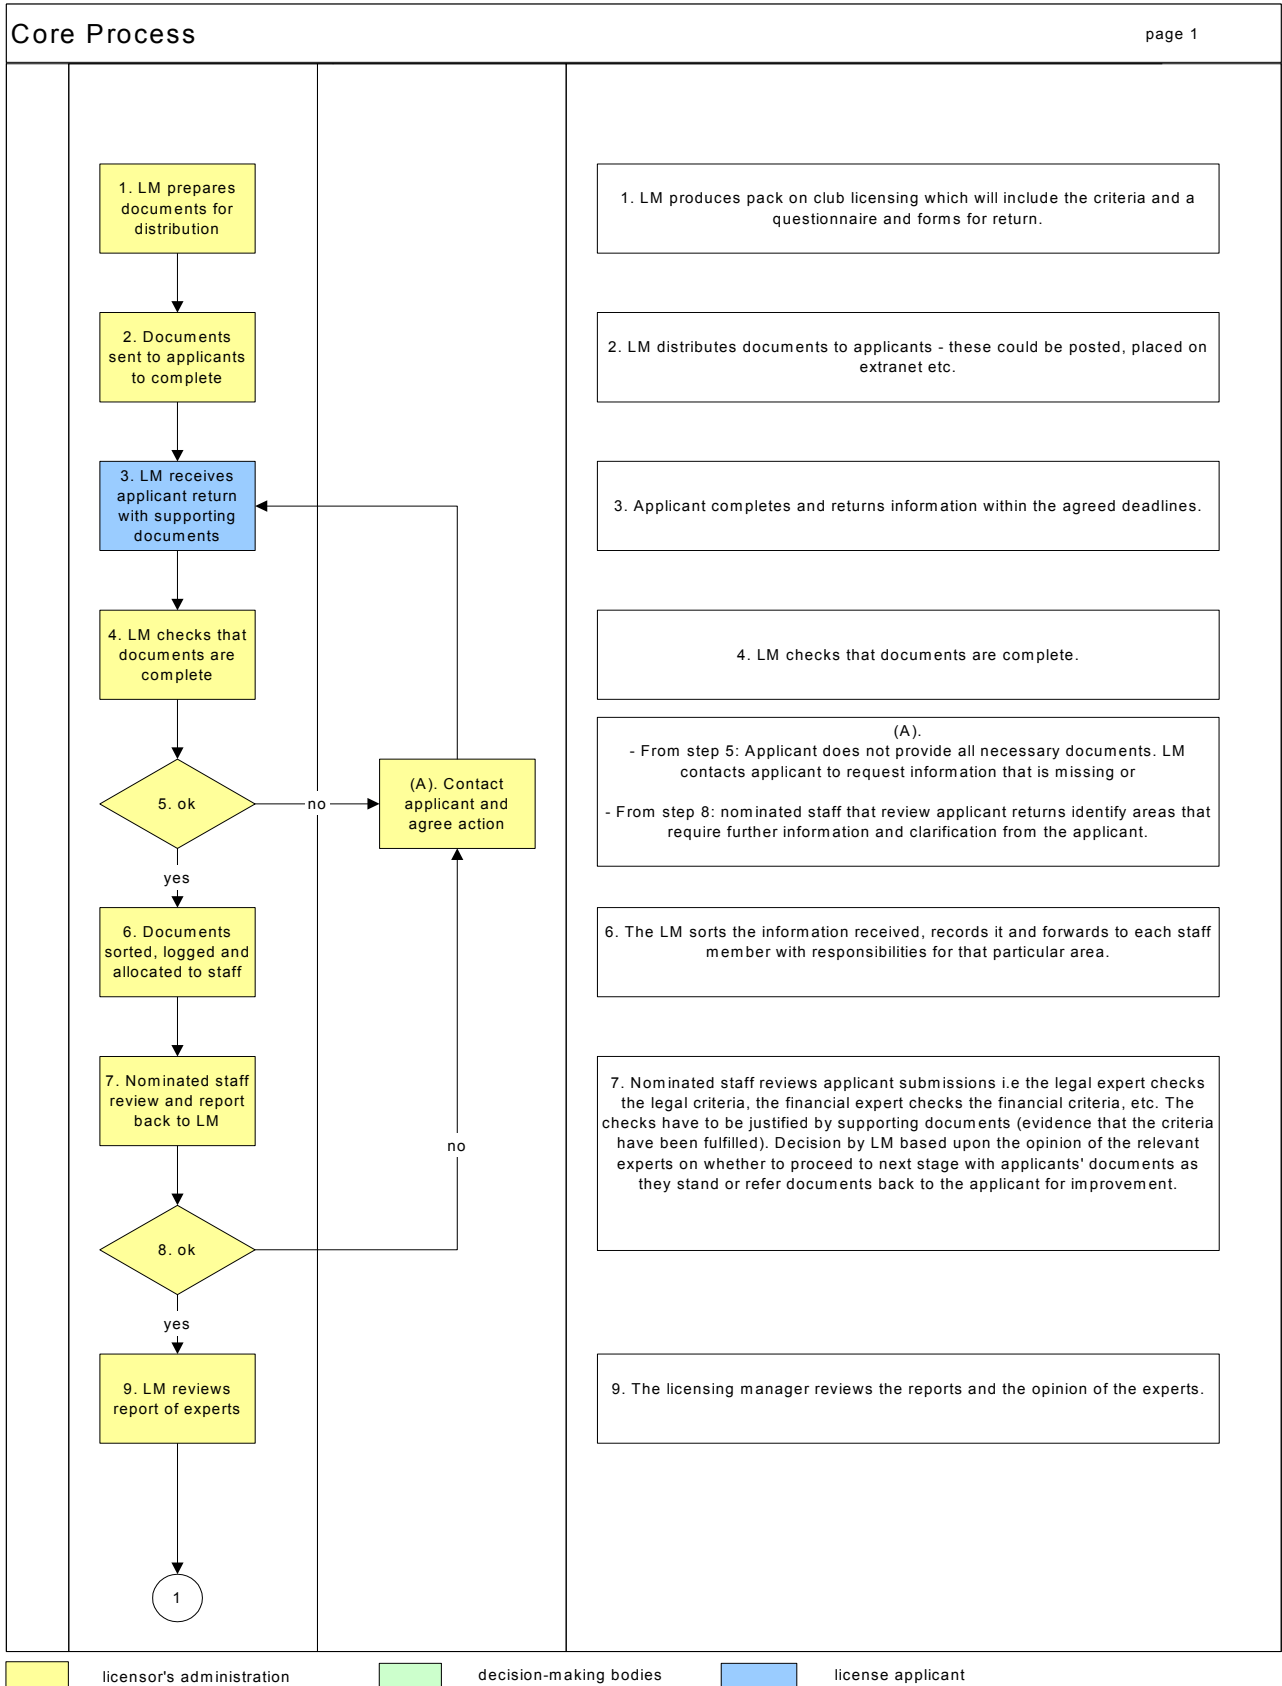 Core Process
page 1
1. LM prepares
documents for
distribution
1. LM produces pack on club licensing which will include the criteria and a
questionnaire and forms for return.
2. Documents
sent to applicants
to complete
2. LM distributes documents to applicants - these could be posted, placed on
extranet etc.
3. LM receives
applicant return
with supporting
documents
3. Applicant completes and returns information within the agreed deadlines.
4. LM checks that
documents are
complete
4. LM checks that documents are complete.
5. ok
no
(A). Contact
applicant and
agree action
(A).
- From step 5: Applicant does not provide all necessary documents. LM
contacts applicant to request information that is missing or
- From step 8: nominated staff that review applicant returns identify areas that
require further information and clarification from the applicant.
yes
6. Documents
sorted, logged and
allocated to staff
6. The LM sorts the information received, records it and forwards to each staff
member with responsibilities for that particular area.
7. Nominated staff
review and report
back to LM
no
7. Nominated staff reviews applicant submissions i.e the legal expert checks
the legal criteria, the financial expert checks the financial criteria, etc. The
checks have to be justified by supporting documents (evidence that the criteria
have been fulfilled). Decision by LM based upon the opinion of the relevant
experts on whether to proceed to next stage with applicants' documents as
they stand or refer documents back to the applicant for improvement.
8. ok
yes
9. LM reviews
report of experts
9. The licensing manager reviews the reports and the opinion of the experts.
1
licensor's administration
decision-making bodies
license applicant